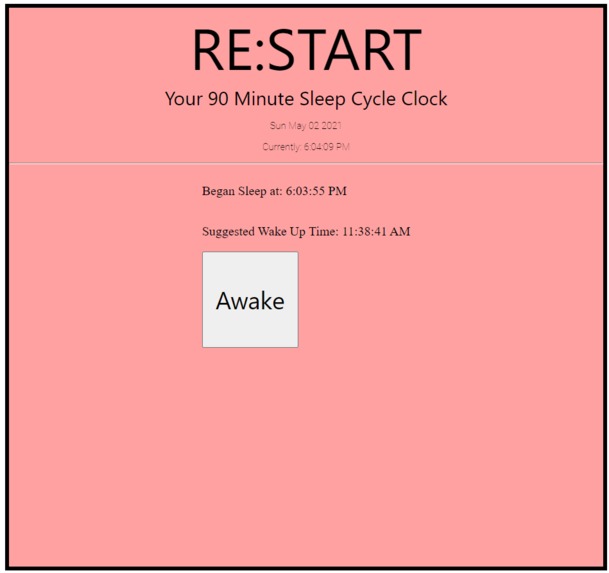 RE:START
Your 90 Minute Sleep Cycle Clock
Sun May 02 2021
Currently: 6:04:09 PM
Began Sleep at: 6:03:55 PM
Suggested Wake Up Time: 11:38:41 AM
Awake